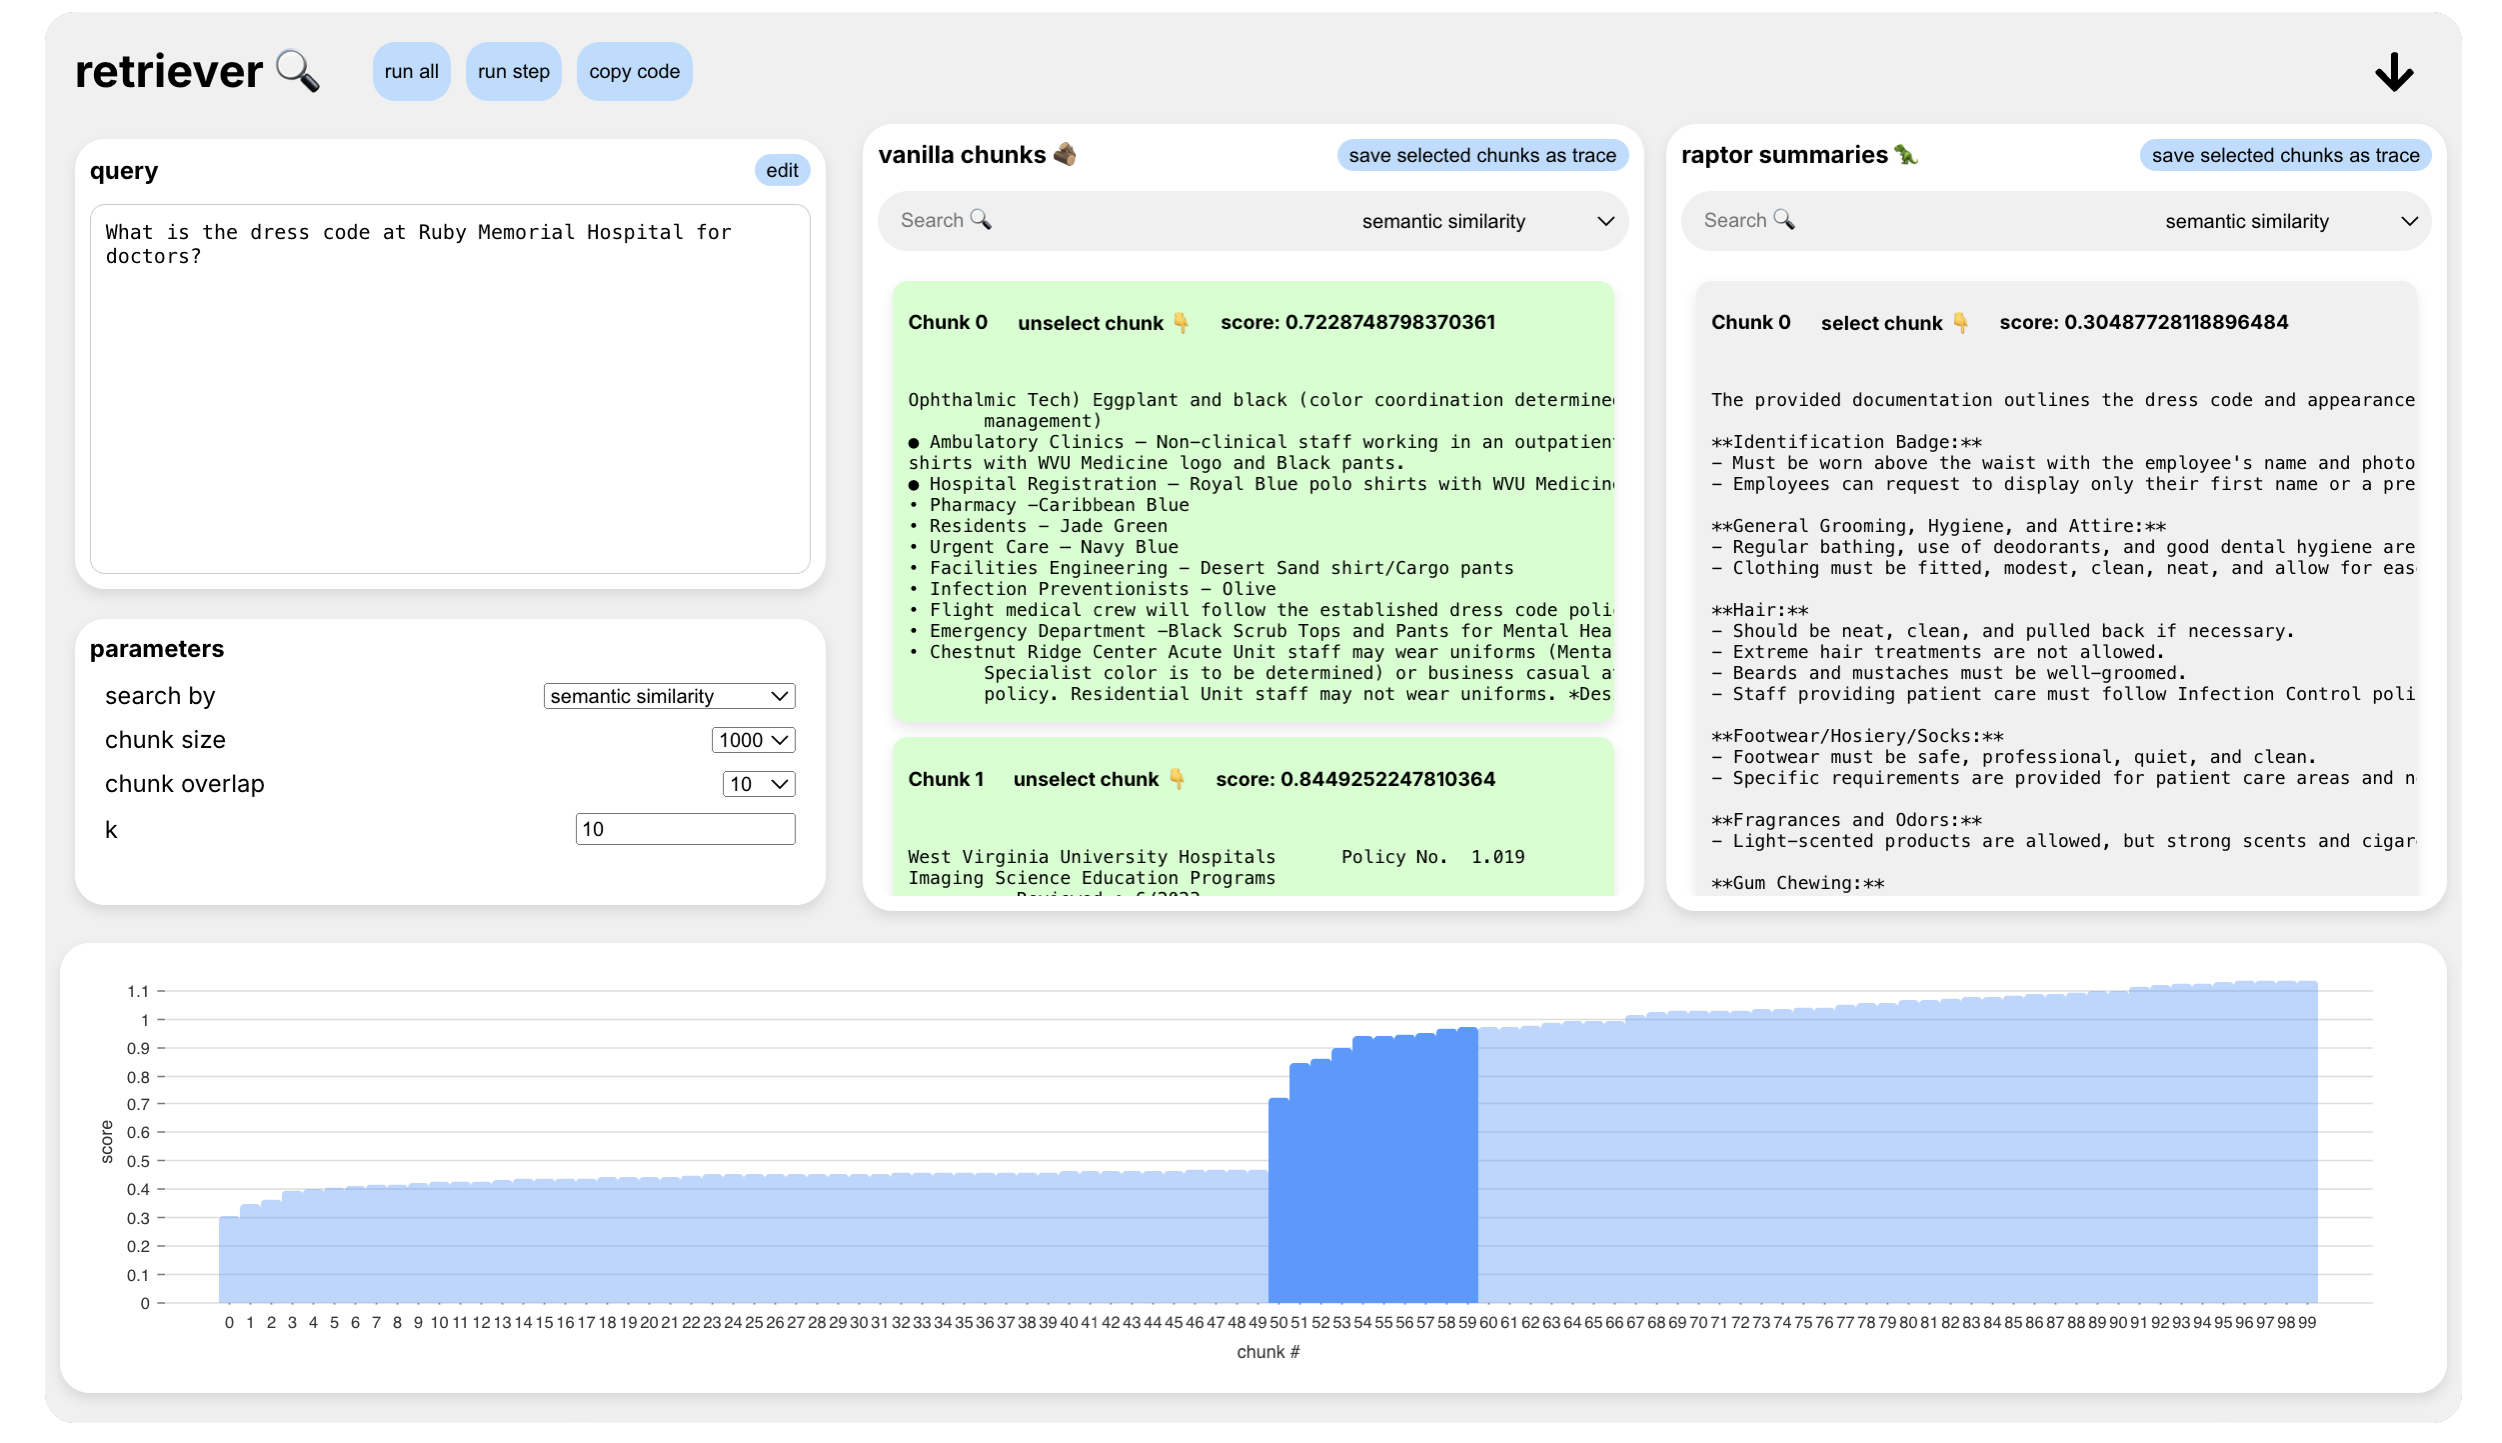 retriever 🔍
run all
run step
copy code
query
edit
What is the dress code at Ruby Memorial Hospital for
doctors?
parameters
search by
semantic similarity
chunk size
1000
chunk overlap
10
k
10
vanilla chunks 🪵
save selected chunks as trace
Search 🔍
semantic similarity
Chunk 0 unselect chunk 👇 score: 0.7228748798370361
Ophthalmic Tech) Eggplant and black (color coordination determined
management)
● Ambulatory Clinics – Non-clinical staff working in an outpatient
shirts with WVU Medicine logo and Black pants.
● Hospital Registration – Royal Blue polo shirts with WVU Medicine
• Pharmacy –Caribbean Blue
• Residents - Jade Green
• Urgent Care – Navy Blue
• Facilities Engineering - Desert Sand shirt/Cargo pants
• Infection Preventionists - Olive
• Flight medical crew will follow the established dress code poli
• Emergency Department –Black Scrub Tops and Pants for Mental Hea
• Chestnut Ridge Center Acute Unit staff may wear uniforms (Menta
Specialist color is to be determined) or business casual a
policy. Residential Unit staff may not wear uniforms. *Des
Chunk 1 unselect chunk 👇 score: 0.8449252247810364
West Virginia University Hospitals Policy No. 1.019
Imaging Science Education Programs
raptor summaries 🦖
save selected chunks as trace
Search 🔍
semantic similarity
Chunk 0 select chunk 👇 score: 0.30487728118896484
The provided documentation outlines the dress code and appearance
**Identification Badge:**
- Must be worn above the waist with the employee's name and photo
- Employees can request to display only their first name or a pre
**General Grooming, Hygiene, and Attire:**
- Regular bathing, use of deodorants, and good dental hygiene are
- Clothing must be fitted, modest, clean, neat, and allow for eas
**Hair:**
- Should be neat, clean, and pulled back if necessary.
- Extreme hair treatments are not allowed.
- Beards and mustaches must be well-groomed.
- Staff providing patient care must follow Infection Control poli
**Footwear/Hosiery/Socks:**
- Footwear must be safe, professional, quiet, and clean.
- Specific requirements are provided for patient care areas and n
**Fragrances and Odors:**
- Light-scented products are allowed, but strong scents and cigar
**Gum Chewing:**
score
1.1
1
0.9
0.8
0.7
0.6
0.5
0.4
0.3
0.2
0.1
0
0 1 2 3 4 5 6 7 8 9 10 11 12 13 14 15 16 17 18 19 20 21 22 23 24 25 26 27 28 29 30 31 32 33 34 35 36 37 38 39 40 41 42 43 44 45 46 47 48 49 50 51 52 53 54 55 56 57 58 59 60 61 62 63 64 65 66 67 68 69 70 71 72 73 74 75 76 77 78 79 80 81 82 83 84 85 86 87 88 89 90 91 92 93 94 95 96 97 98 99
chunk #